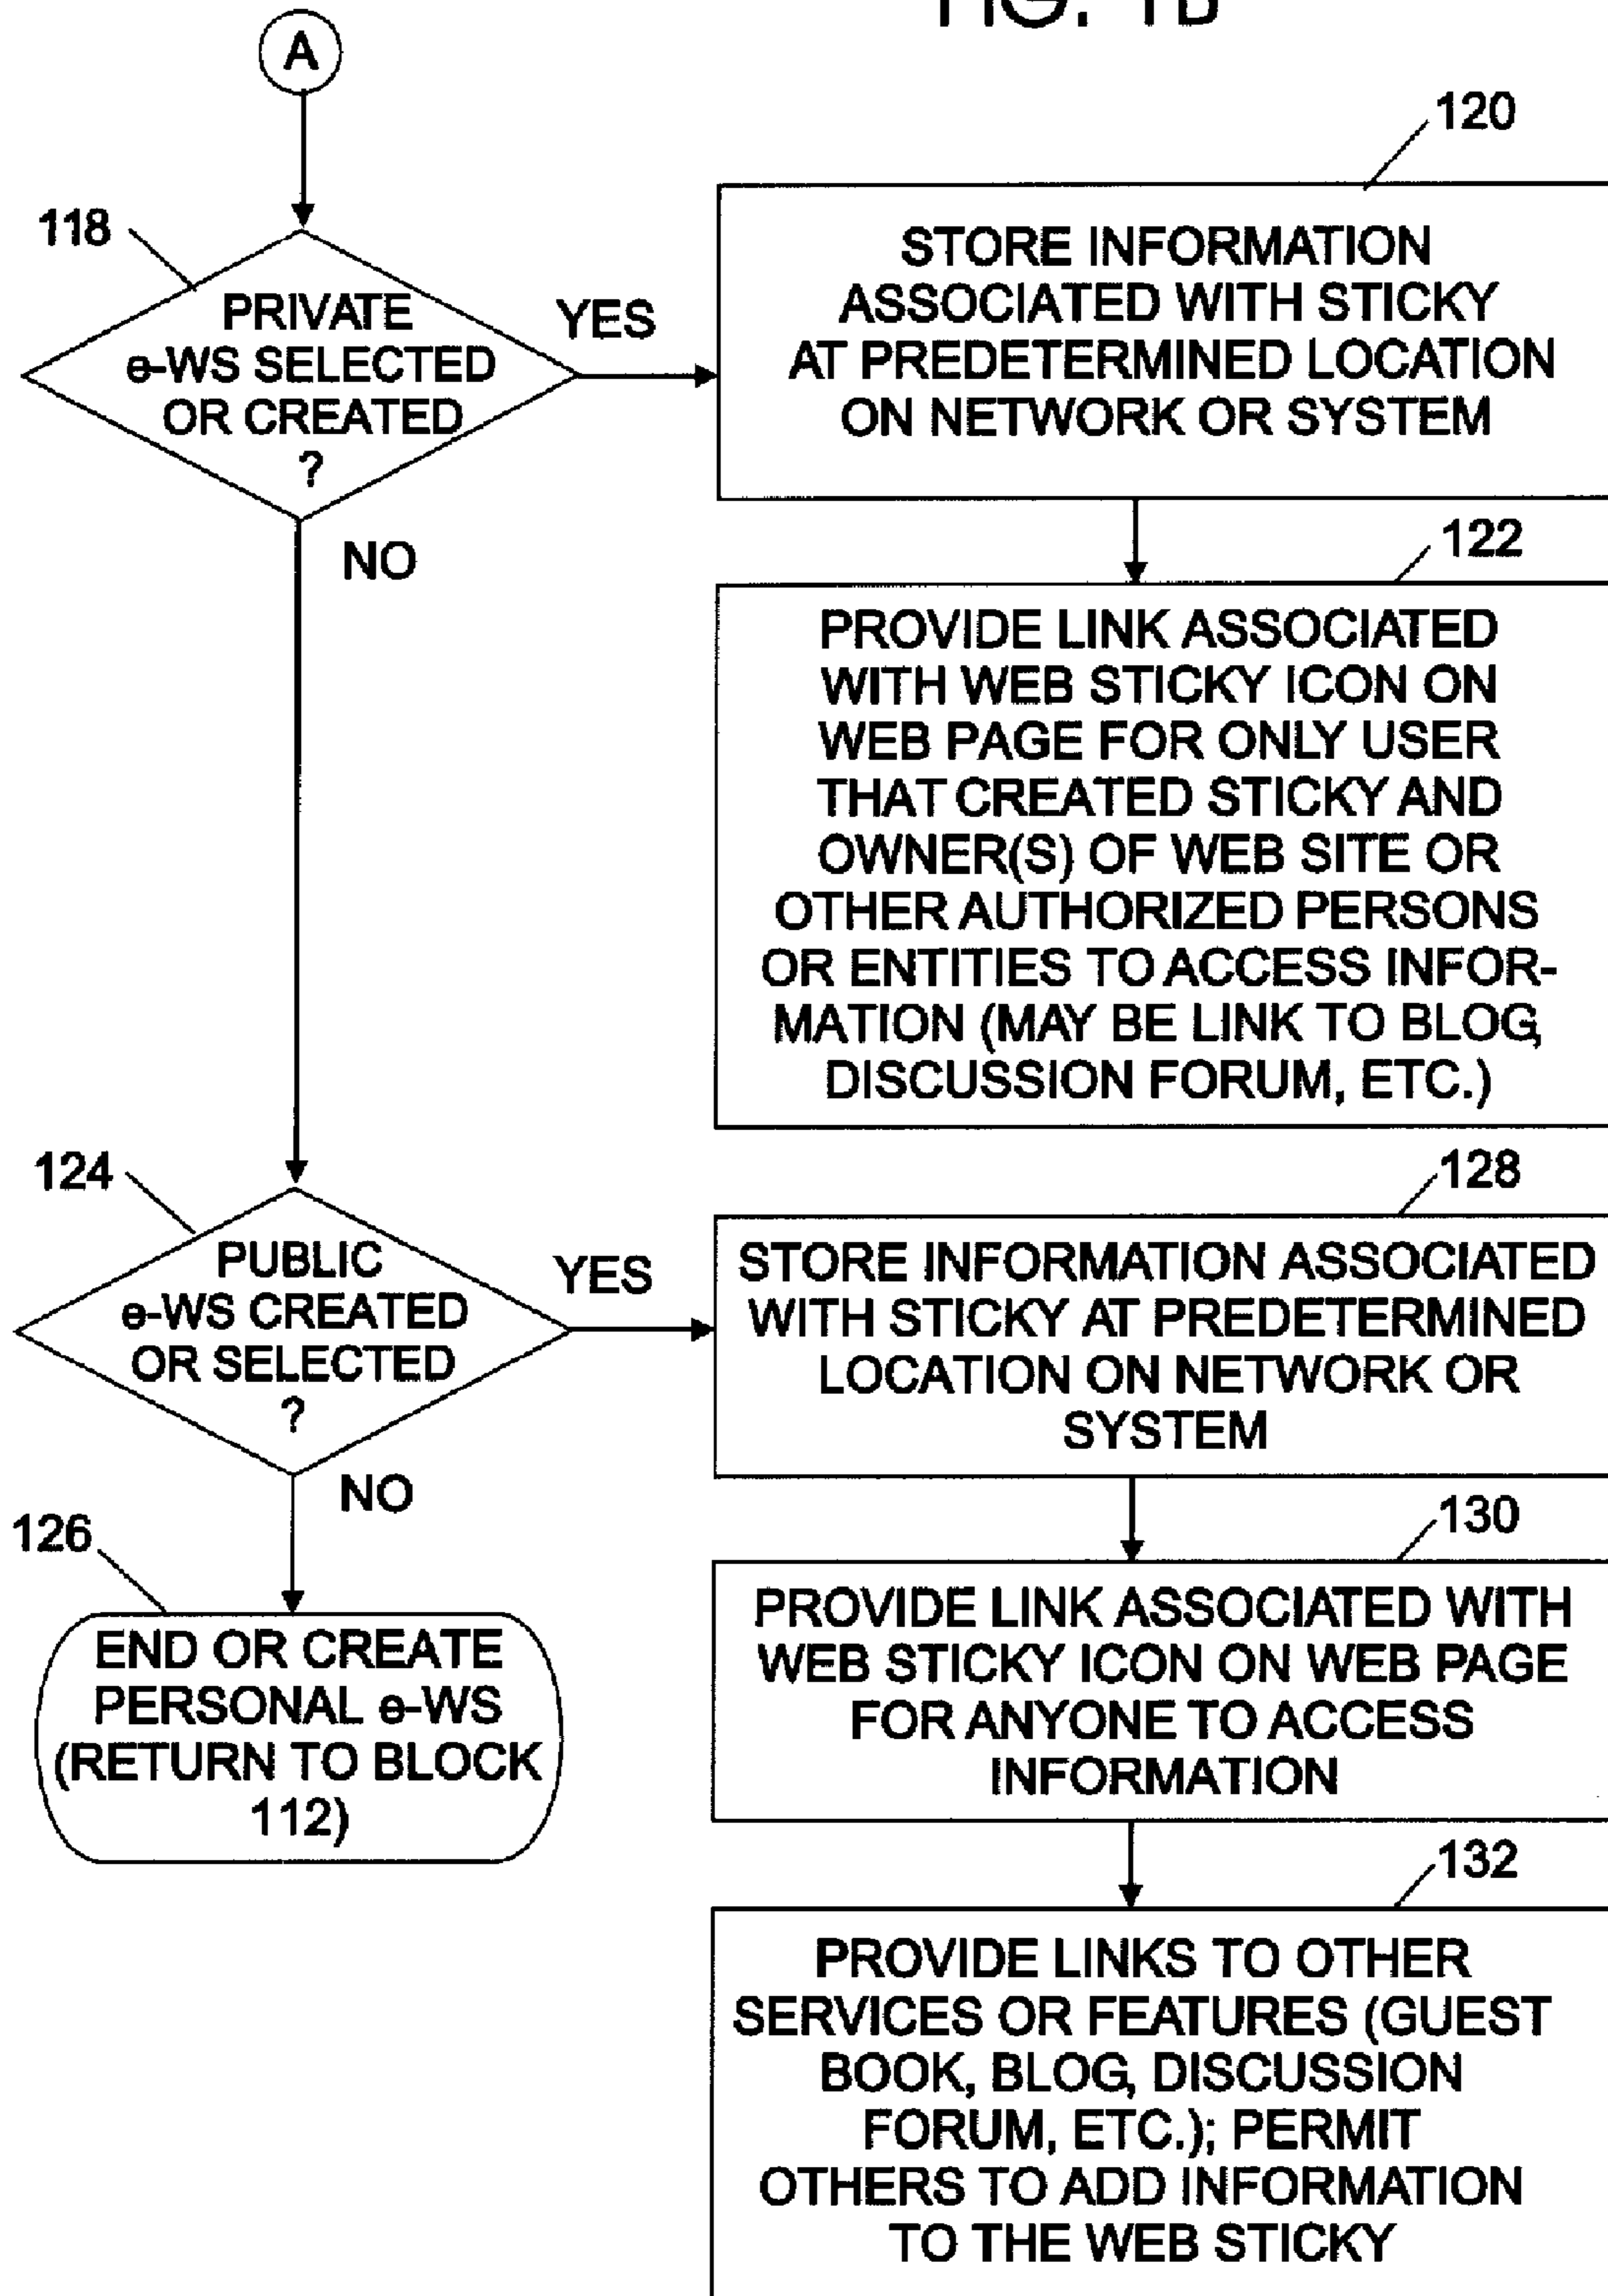 FIG. 1B
A
118
PRIVATE
e-WS SELECTED
OR CREATED
?
YES
NO
120
STORE INFORMATION
ASSOCIATED WITH STICKY
AT PREDETERMINED LOCATION
ON NETWORK OR SYSTEM
122
PROVIDE LINK ASSOCIATED
WITH WEB STICKY ICON ON
WEB PAGE FOR ONLY USER
THAT CREATED STICKY AND
OWNER(S) OF WEB SITE OR
OTHER AUTHORIZED PERSONS
OR ENTITIES TO ACCESS INFOR-
MATION (MAY BE LINK TO BLOG,
DISCUSSION FORUM, ETC.)
124
PUBLIC
e-WS CREATED
OR SELECTED
?
YES
NO
126
END OR CREATE
PERSONAL e-WS
(RETURN TO BLOCK
112)
128
STORE INFORMATION ASSOCIATED
WITH STICKY AT PREDETERMINED
LOCATION ON NETWORK OR
SYSTEM
130
PROVIDE LINK ASSOCIATED WITH
WEB STICKY ICON ON WEB PAGE
FOR ANYONE TO ACCESS
INFORMATION
132
PROVIDE LINKS TO OTHER
SERVICES OR FEATURES (GUEST
BOOK, BLOG, DISCUSSION
FORUM, ETC.); PERMIT
OTHERS TO ADD INFORMATION
TO THE WEB STICKY